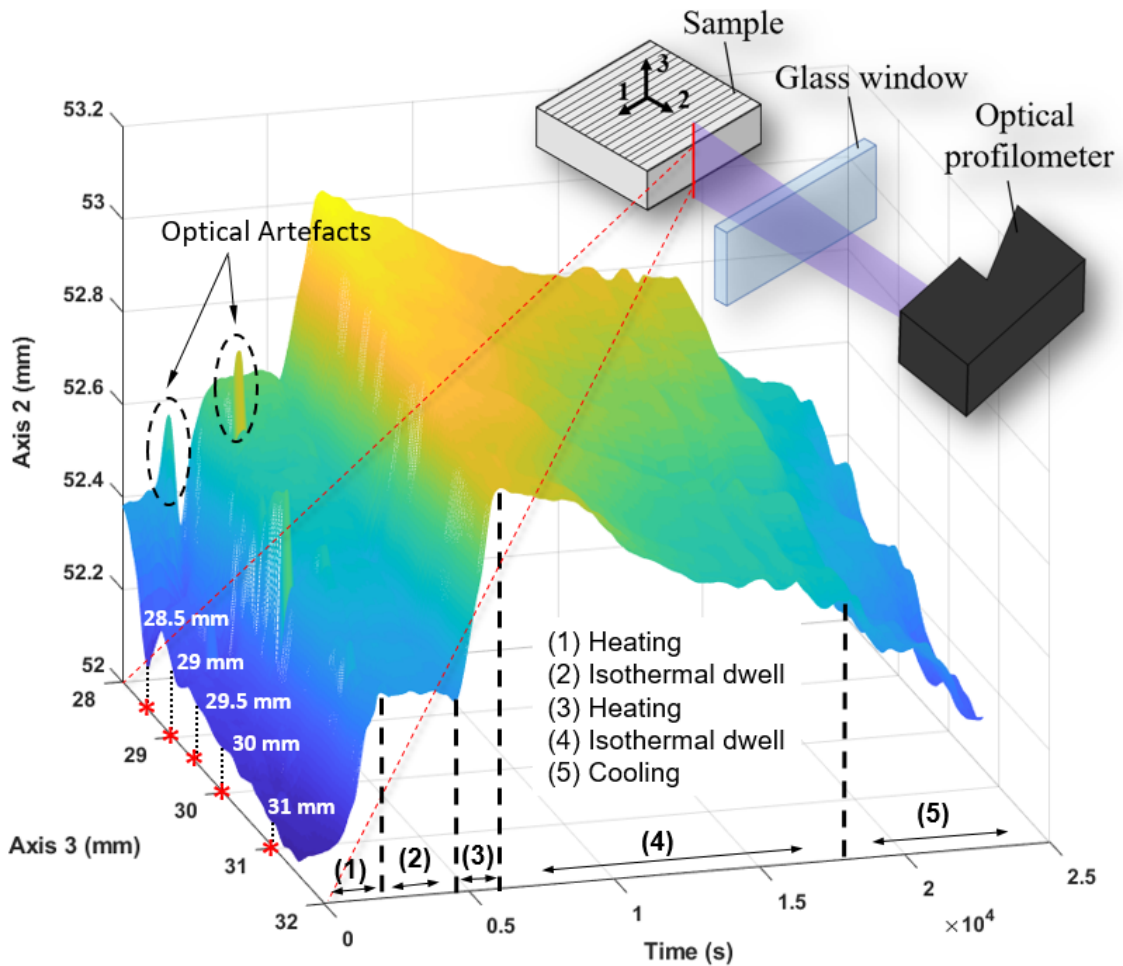 Sample
3
1
2
Glass window
Optical
profilometer
Optical Artefacts
53.2
53
52.8
52.6
52.4
52.2
52
Axis 2 (mm)
28.5 mm
29 mm
29.5 mm
30 mm
31 mm
28
29
30
31
32
Axis 3 (mm)
(1) Heating
(2) Isothermal dwell
(3) Heating
(4) Isothermal dwell
(5) Cooling
(1)
(2)
(3)
(4)
(5)
0
0.5
1
1.5
2
2.5
×10⁴
Time (s)